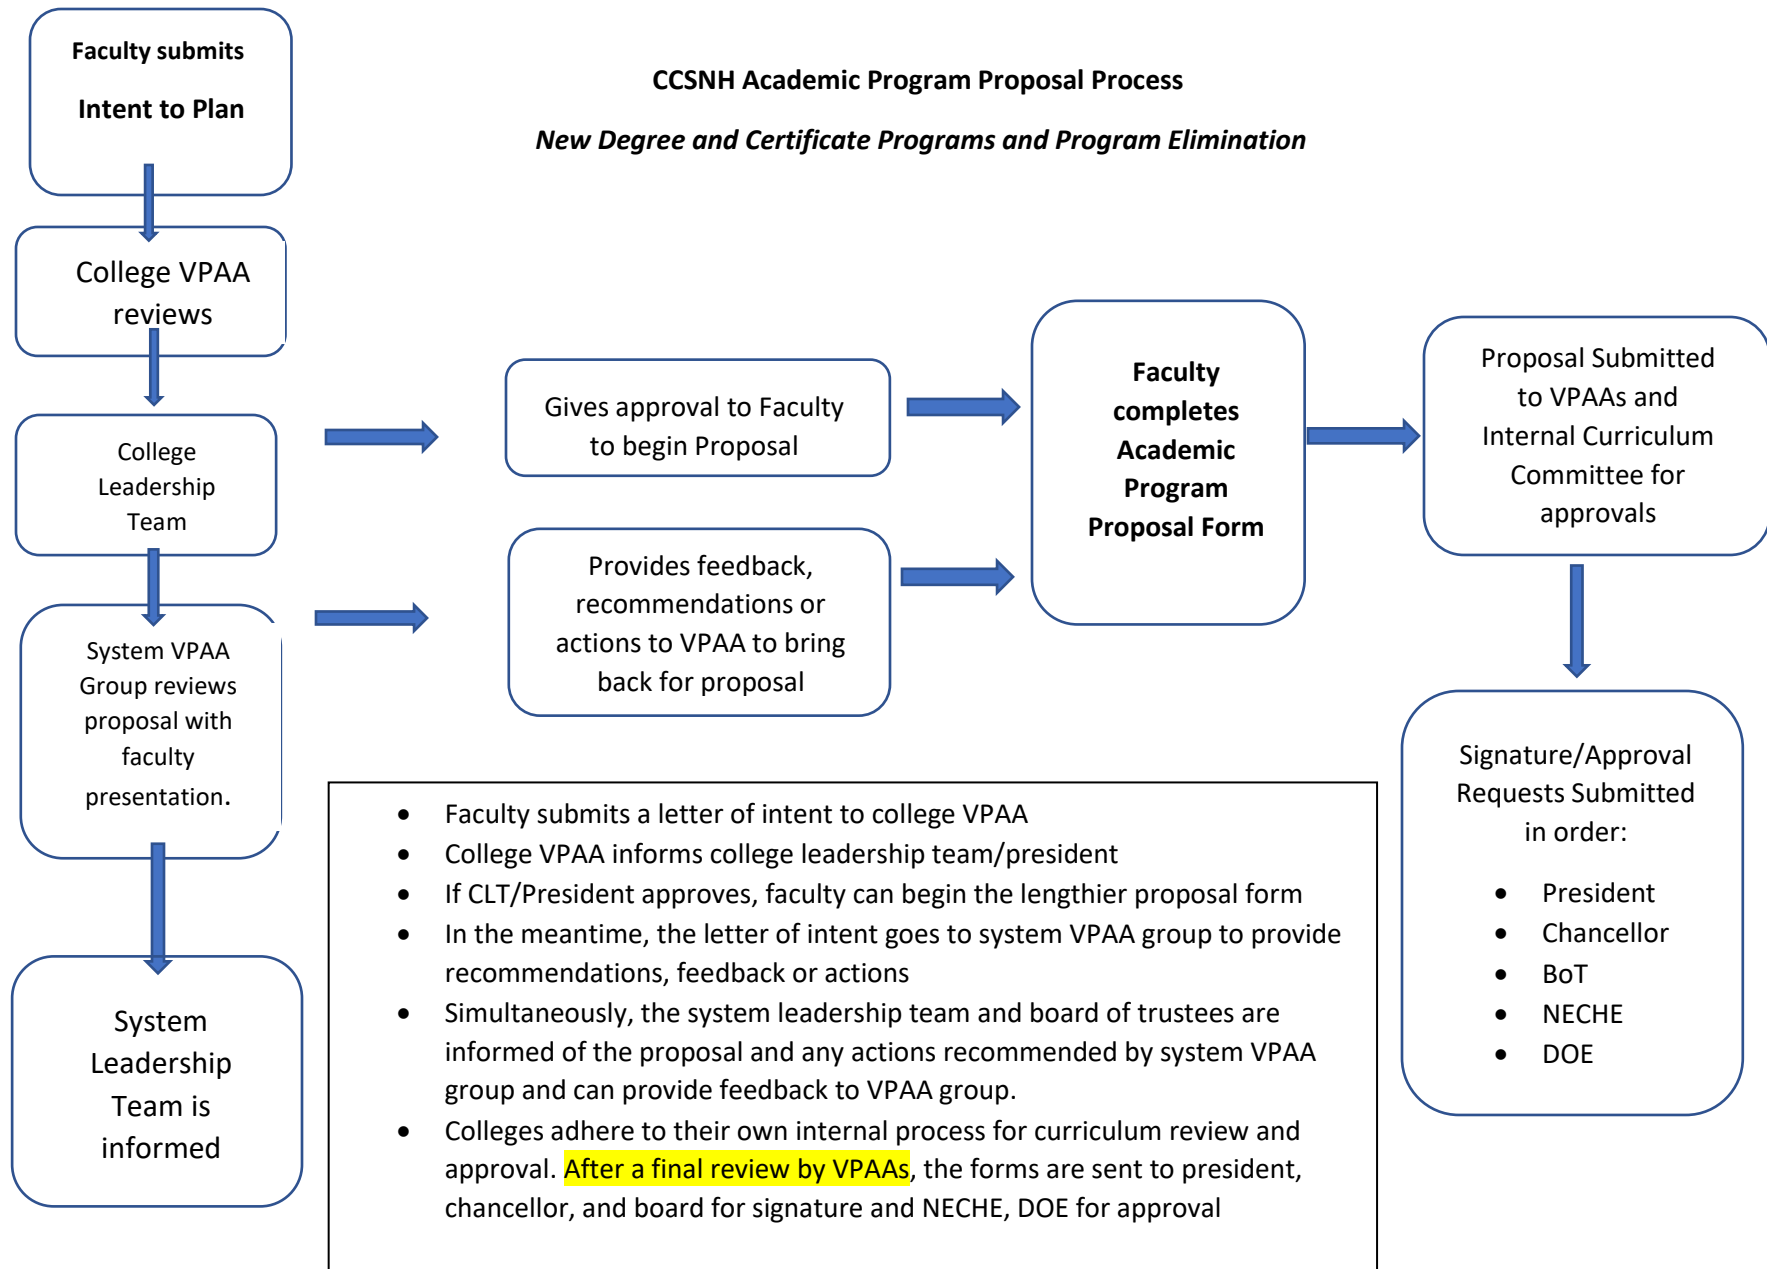 Faculty submits
Intent to Plan
CCSNH Academic Program Proposal Process
New Degree and Certificate Programs and Program Elimination
College VPAA
reviews
College
Leadership
Team
System VPAA
Group reviews
proposal with
faculty
presentation.
System
Leadership
Team is
informed
Gives approval to Faculty
to begin Proposal
Provides feedback,
recommendations or
actions to VPAA to bring
back for proposal
Faculty
completes
Academic
Program
Proposal Form
Proposal Submitted
to VPAAs and
Internal Curriculum
Committee for
approvals
Signature/Approval
Requests Submitted
in order:
• President
• Chancellor
• BoT
• NECHE
• DOE
• Faculty submits a letter of intent to college VPAA
• College VPAA informs college leadership team/president
• If CLT/President approves, faculty can begin the lengthier proposal form
• In the meantime, the letter of intent goes to system VPAA group to provide
recommendations, feedback or actions
• Simultaneously, the system leadership team and board of trustees are
informed of the proposal and any actions recommended by system VPAA
group and can provide feedback to VPAA group.
• Colleges adhere to their own internal process for curriculum review and
approval. After a final review by VPAAs, the forms are sent to president,
chancellor, and board for signature and NECHE, DOE for approval